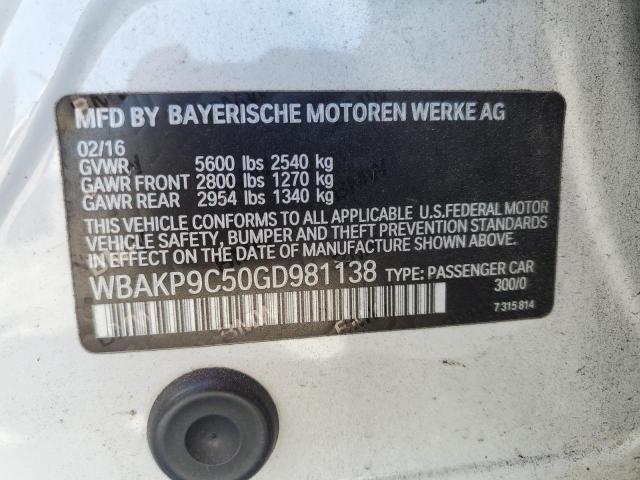 MFD BY BAYERISCHE MOTOREN WERKE AG
02/16
GVWR 5600 lbs 2540 kg
GAWR FRONT 2800 lbs 1270 kg
GAWR REAR 2954 lbs 1340 kg
THIS VEHICLE CONFORMS TO ALL APPLICABLE U.S.FEDERAL MOTOR
VEHICLE SAFETY, BUMPER, AND THEFT PREVENTION STANDARDS
IN EFFECT ON THE DATE OF MANUFACTURE SHOWN ABOVE.
WBAKP9C50GD981138 TYPE: PASSENGER CAR
300/0
7 315 814